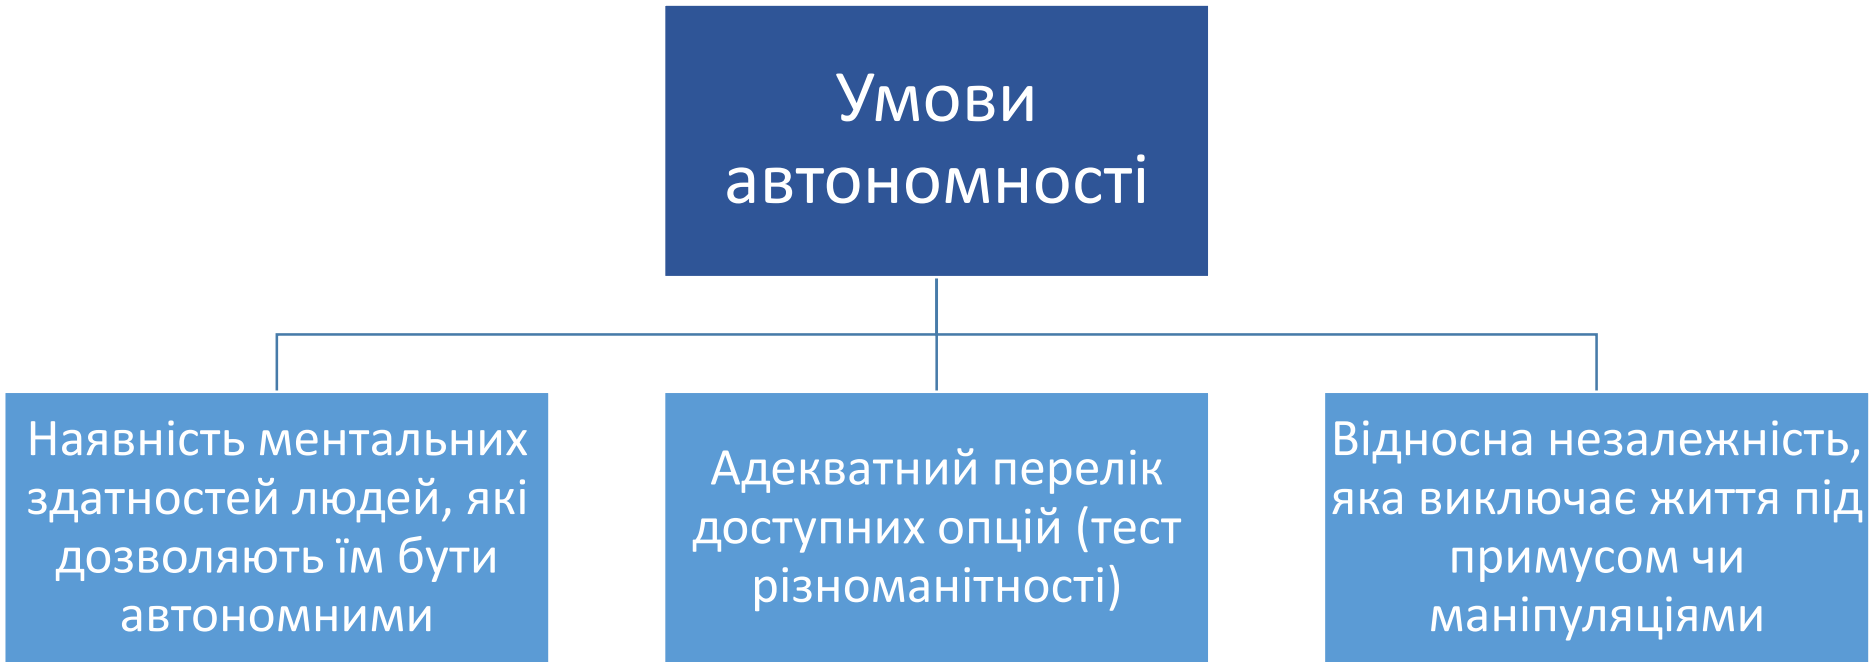 Умови
автономності
Наявність ментальних
здатностей людей, які
дозволяють їм бути
автономними
Адекватний перелік
доступних опцій (тест
різноманітності)
Відносна незалежність,
яка виключає життя під
примусом чи
маніпуляціями